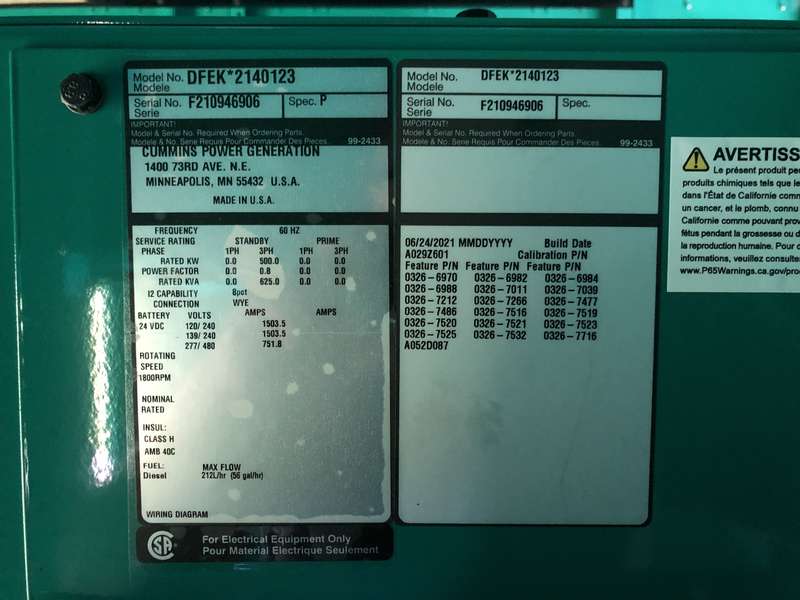 Model No. DFEK*2140123
Modele
Serial No. F210946906 Spec. P
Serie
IMPORTANT!
Model & Serial No. Required When Ordering Parts.
Modele & No. Serie Requis Pour Commander Des Pieces. 99-2433
CUMMINS POWER GENERATION
1400 73RD AVE. N.E.
MINNEAPOLIS, MN 55432 U.S.A.
MADE IN U.S.A.
FREQUENCY 60 HZ
SERVICE RATING STANDBY PRIME
PHASE 1PH 3PH 1PH 3PH
RATED KW 0.0 500.0 0.0 0.0
POWER FACTOR 0.0 0.8 0.0 0.0
RATED KVA 0.0 625.0 0.0 0.0
I2 CAPABILITY 8pct
CONNECTION WYE
BATTERY VOLTS AMPS AMPS
24 VDC 120/240 1503.5
139/240 1503.5
277/480 751.8
ROTATING
SPEED
1800RPM
NOMINAL
RATED
INSUL:
CLASS H
AMB 40C
FUEL: MAX FLOW
Diesel 212L/hr (56 gal/hr)
WIRING DIAGRAM
SA
For Electrical Equipment Only
Pour Material Electrique Seulement
Model No. DFEK*2140123
Modele
Serial No. F210946906 Spec.
Serie
IMPORTANT!
Model & Serial No. Required When Ordering Parts.
Modele & No. Serie Requis Pour Commander Des Pieces. 99-2433
06/24/2021 MMDDYYYY Build Date
A029Z601 Calibration P/N
Feature P/N Feature P/N Feature P/N
0326-6970 0326-6982 0326-6984
0326-6988 0326-7011 0326-7039
0326-7212 0326-7266 0326-7477
0326-7486 0326-7516 0326-7519
0326-7520 0326-7521 0326-7523
0326-7525 0326-7532 0326-7716
A052D087
AVERTISS
Le présent produit peu
produits chimiques tels que le
dans l'État de Californie comm
un cancer, et le plomb, connu
Californie comme pouvant provo
fétus pendant la grossesse ou d
la reproduction humaine. Pour d
informations, veuillez consulte
www.P65Warnings.ca.gov/pro